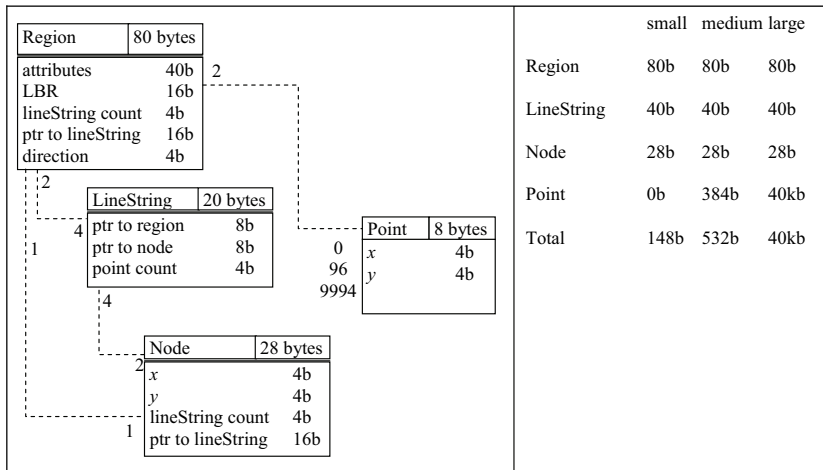 Region 80 bytes
attributes 40b
LBR 16b
lineString count 4b
ptr to lineString 16b
direction 4b
2
2
1
LineString 20 bytes
4
ptr to region 8b
ptr to node 8b
point count 4b
4
Point 8 bytes
0
x 4b
96
y 4b
9994
Node 28 bytes
2
x 4b
y 4b
lineString count 4b
1
ptr to lineString 16b
small medium large
Region 80b 80b 80b
LineString 40b 40b 40b
Node 28b 28b 28b
Point 0b 384b 40kb
Total 148b 532b 40kb